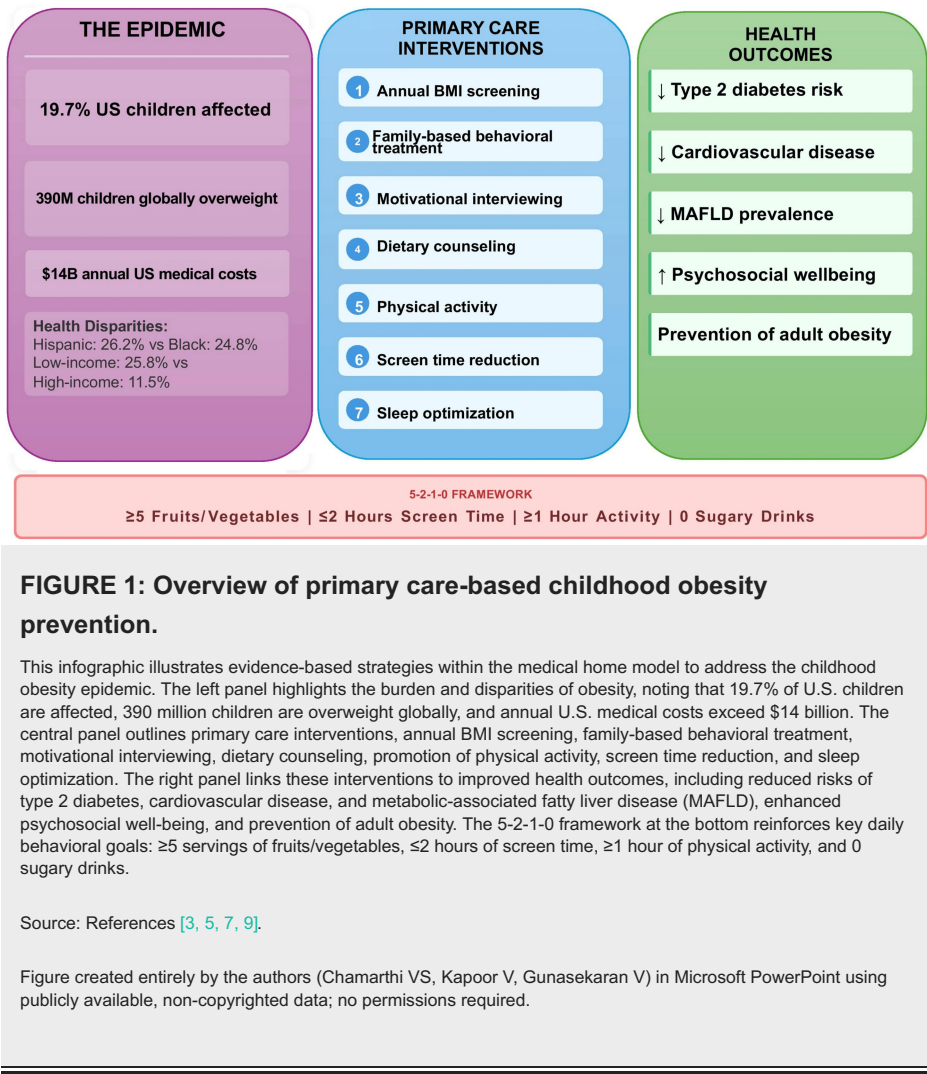 THE EPIDEMIC
19.7% US children affected
390M children globally overweight
$14B annual US medical costs
Health Disparities:
Hispanic: 26.2% vs Black: 24.8%
Low-income: 25.8% vs
High-income: 11.5%
PRIMARY CARE
INTERVENTIONS
1 Annual BMI screening
2 Family-based behavioral
treatment
3 Motivational interviewing
4 Dietary counseling
5 Physical activity
6 Screen time reduction
7 Sleep optimization
HEALTH
OUTCOMES
↓ Type 2 diabetes risk
↓ Cardiovascular disease
↓ MAFLD prevalence
↑ Psychosocial wellbeing
Prevention of adult obesity
5-2-1-0 FRAMEWORK
≥5 Fruits/Vegetables | ≤2 Hours Screen Time | ≥1 Hour Activity | 0 Sugary Drinks
FIGURE 1: Overview of primary care-based childhood obesity
prevention.
This infographic illustrates evidence-based strategies within the medical home model to address the childhood
obesity epidemic. The left panel highlights the burden and disparities of obesity, noting that 19.7% of U.S. children
are affected, 390 million children are overweight globally, and annual U.S. medical costs exceed $14 billion. The
central panel outlines primary care interventions, annual BMI screening, family-based behavioral treatment,
motivational interviewing, dietary counseling, promotion of physical activity, screen time reduction, and sleep
optimization. The right panel links these interventions to improved health outcomes, including reduced risks of
type 2 diabetes, cardiovascular disease, and metabolic-associated fatty liver disease (MAFLD), enhanced
psychosocial well-being, and prevention of adult obesity. The 5-2-1-0 framework at the bottom reinforces key daily
behavioral goals: ≥5 servings of fruits/vegetables, ≤2 hours of screen time, ≥1 hour of physical activity, and 0
sugary drinks.
Source: References [3, 5, 7, 9].
Figure created entirely by the authors (Chamarthi VS, Kapoor V, Gunasekaran V) in Microsoft PowerPoint using
publicly available, non-copyrighted data; no permissions required.